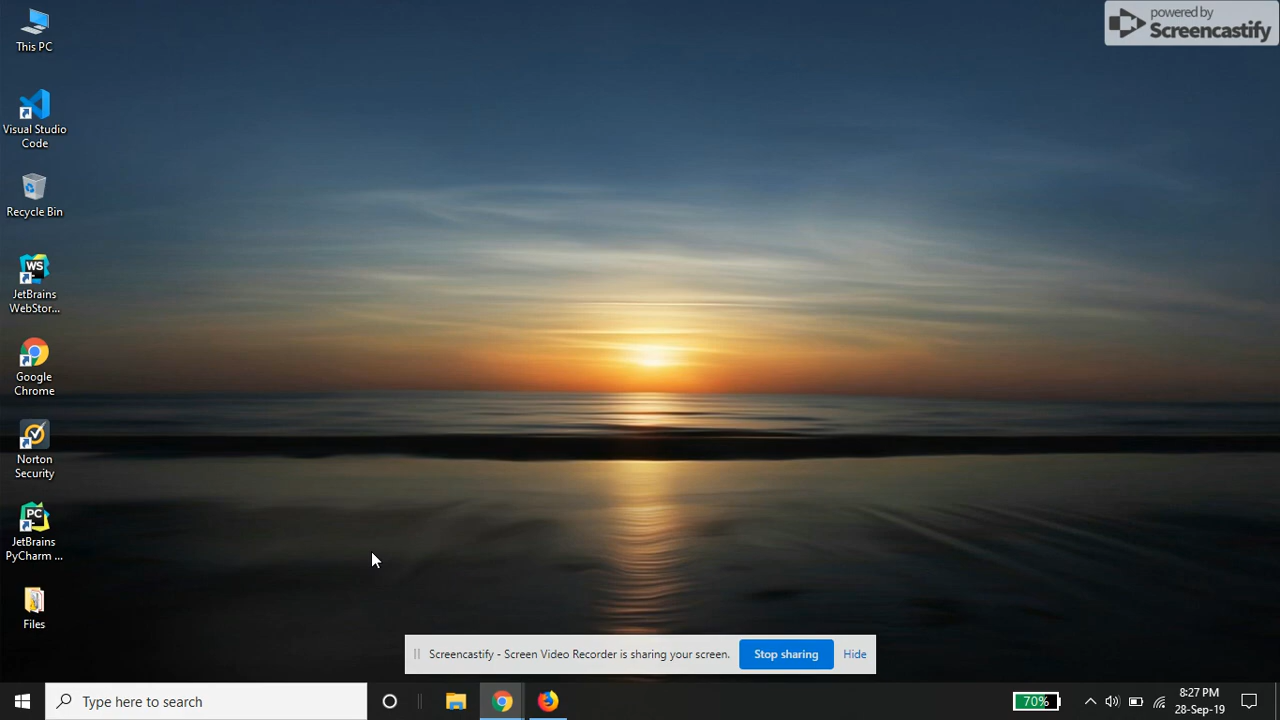 This PC
Visual Studio
Code
Recycle Bin
WS
JetBrains
WebStor...
Google
Chrome
Norton
Security
PC
JetBrains
PyCharm ...
Files
powered by
Screencastify
Screencastify - Screen Video Recorder is sharing your screen.
Stop sharing
Hide
Type here to search
70%
8:27 PM
28-Sep-19